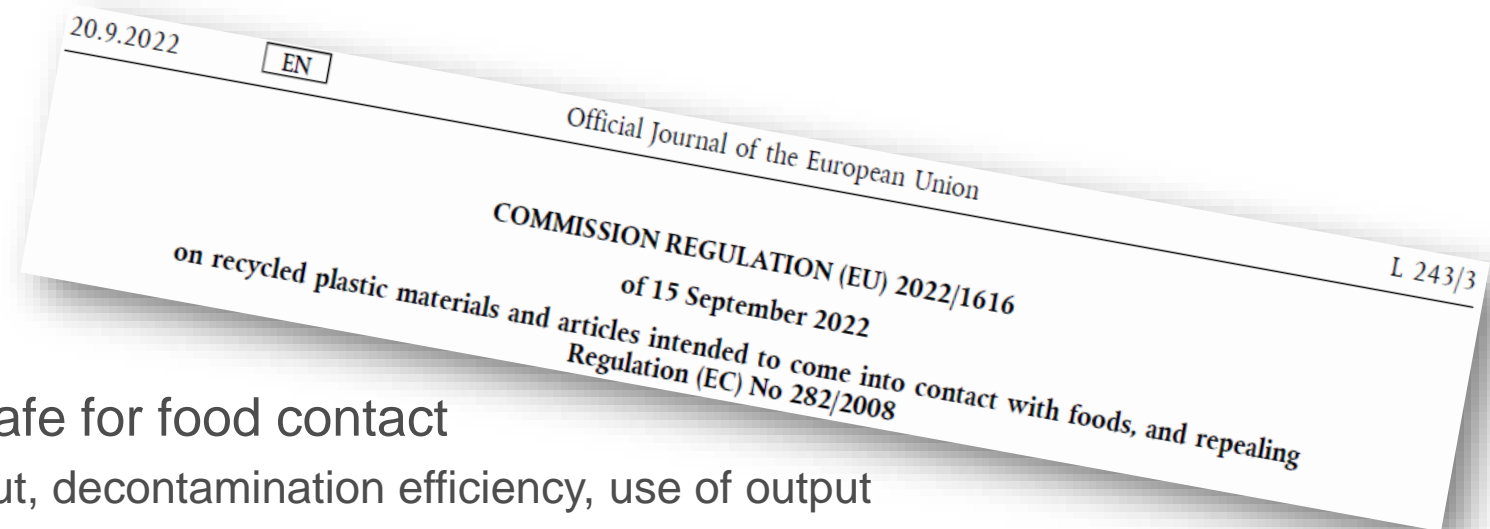 20.9.2022 EN Official Journal of the European Union L 243/3
COMMISSION REGULATION (EU) 2022/1616
of 15 September 2022
on recycled plastic materials and articles intended to come into contact with foods, and repealing
Regulation (EC) No 282/2008
afe for food contact
ut, decontamination efficiency, use of output